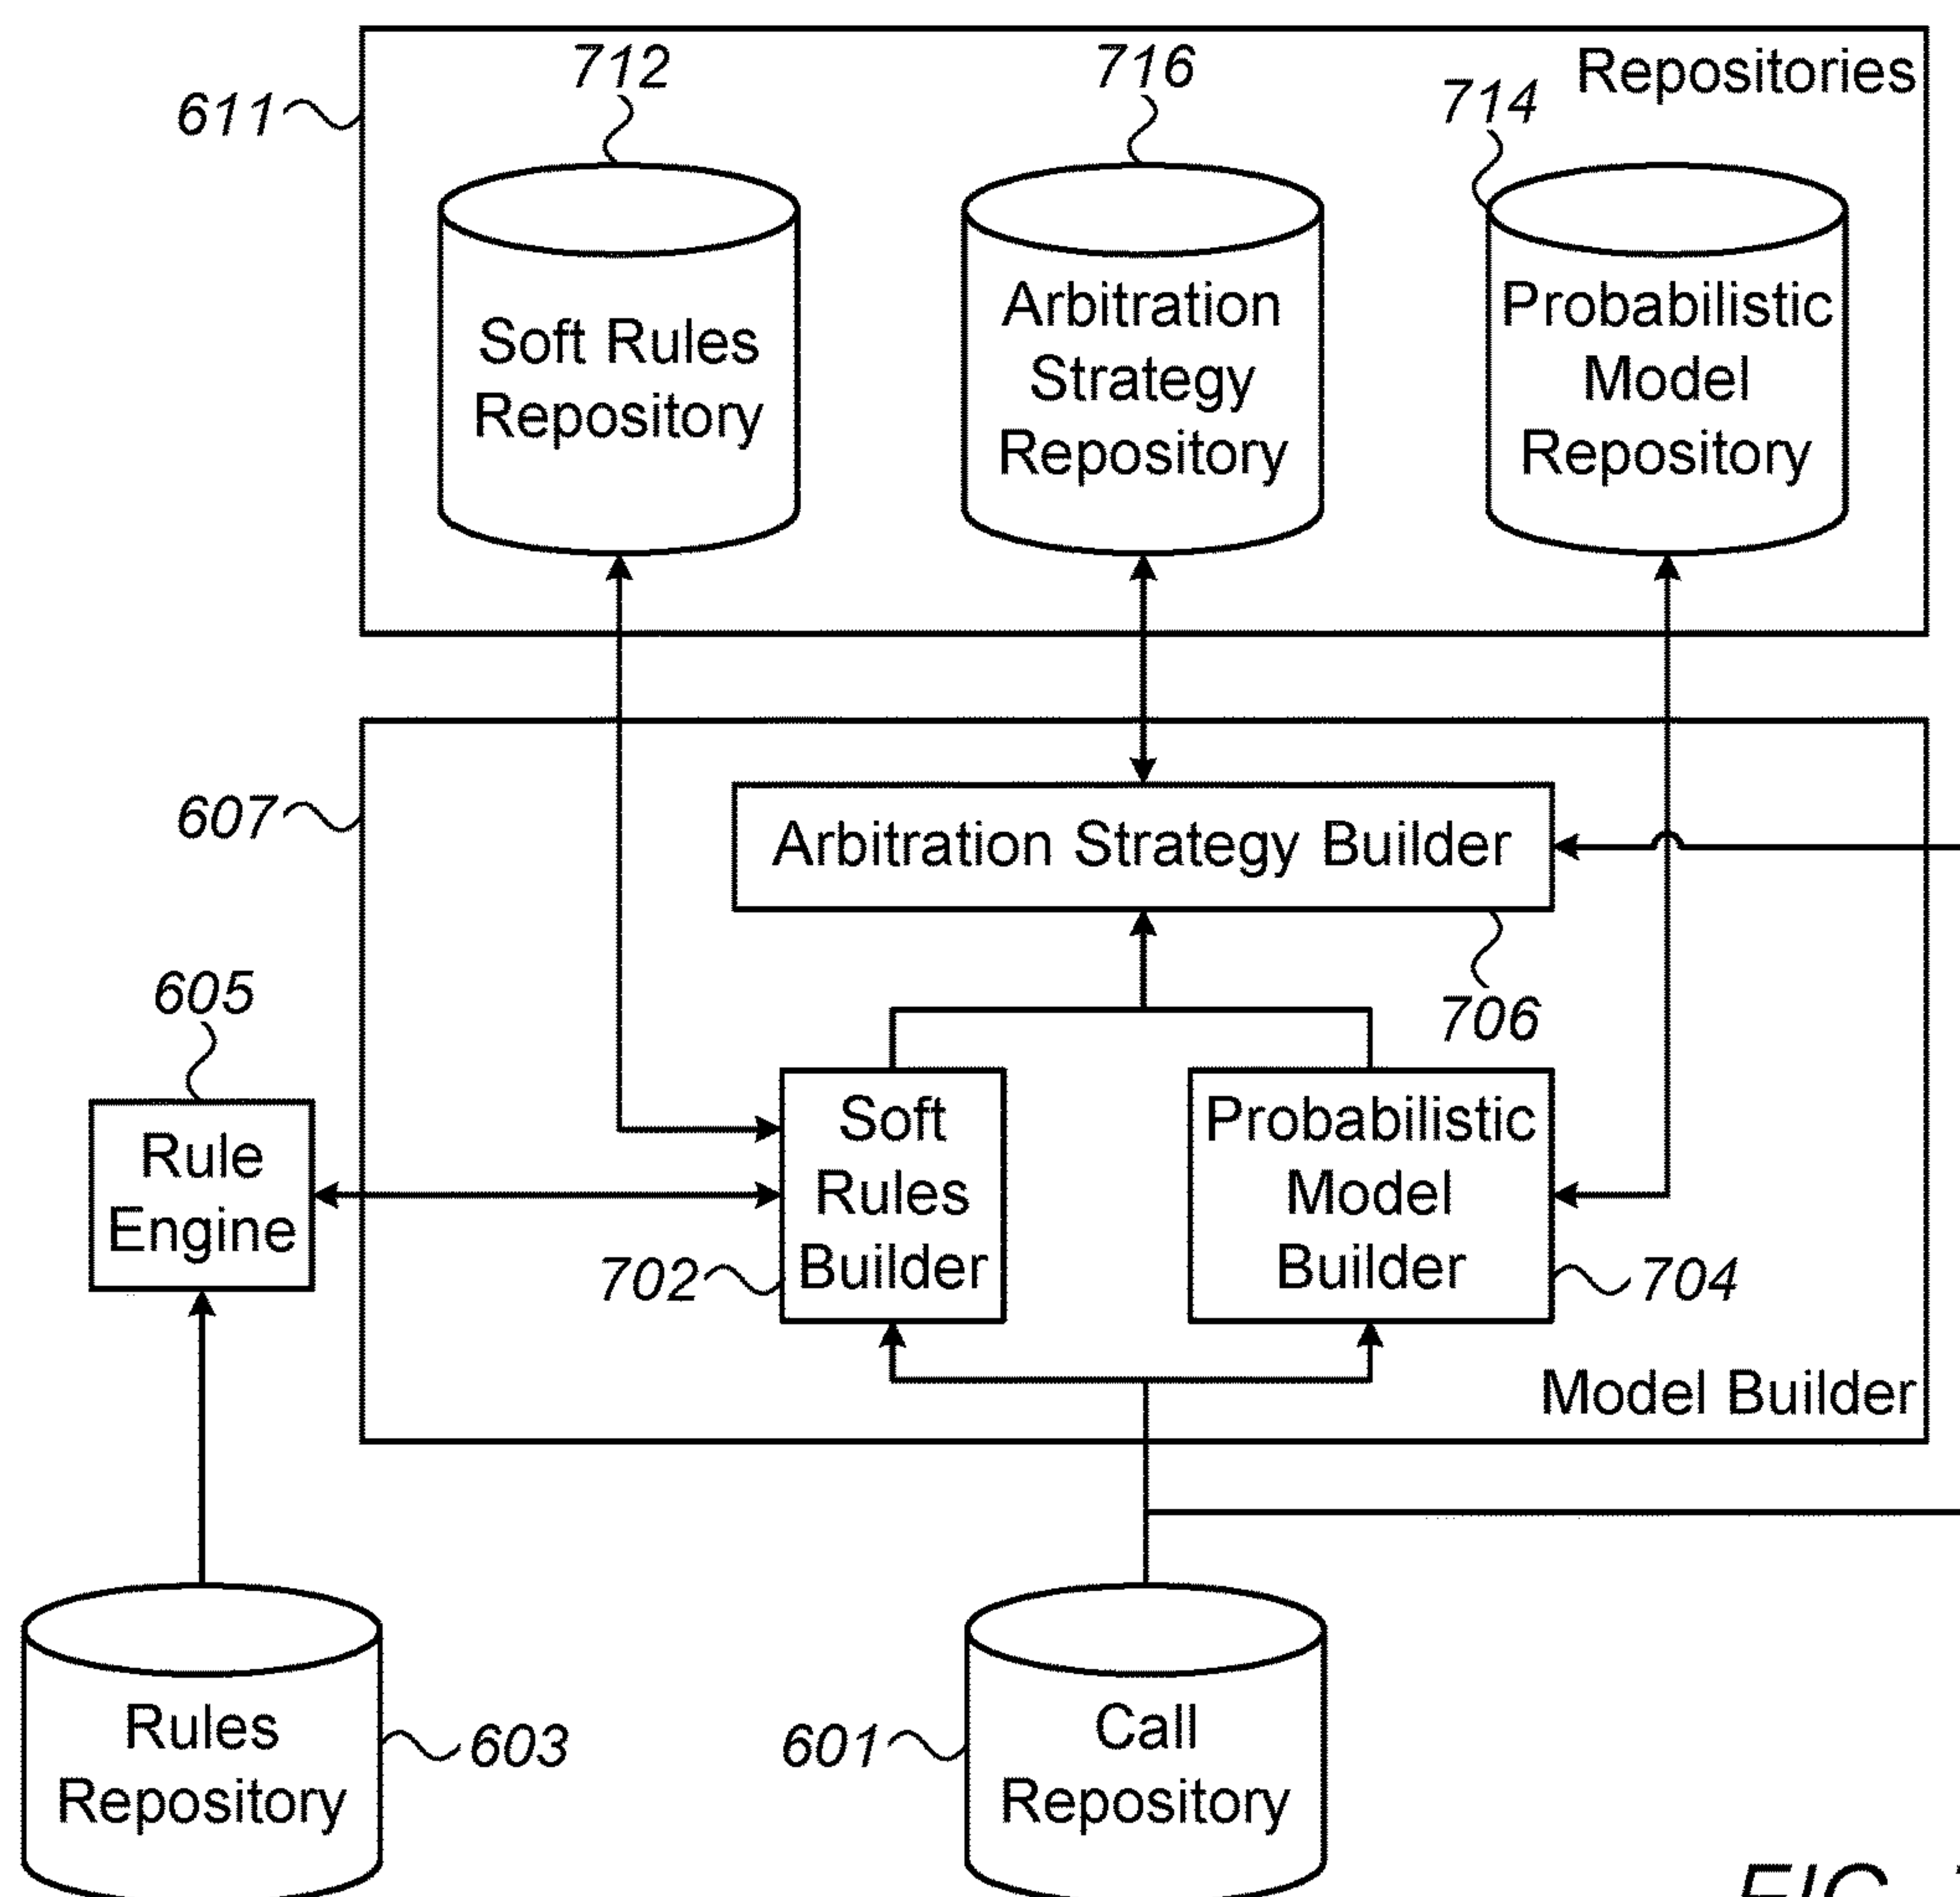 712
716
714
Repositories
611
Soft Rules
Repository
Arbitration
Strategy
Repository
Probabilistic
Model
Repository
607
Arbitration Strategy Builder
706
605
Rule
Engine
Soft
Rules
Builder
702
Probabilistic
Model
Builder
704
Model Builder
Rules
Repository
603
601
Call
Repository
FIG.